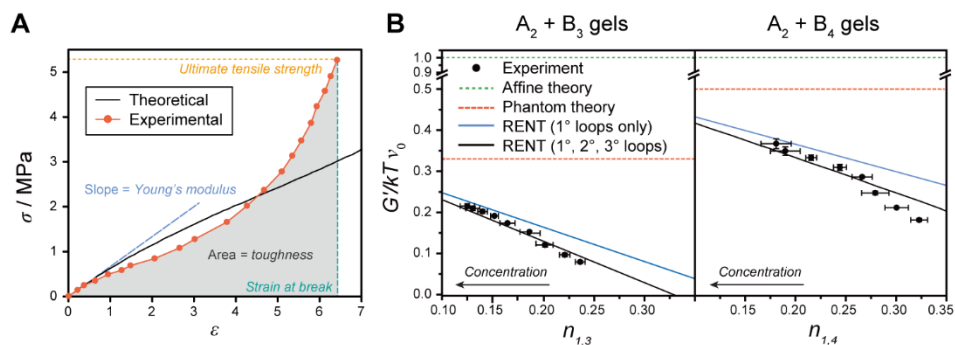 A
σ / MPa
5
4
3
2
1
0
Ultimate tensile strength
Theoretical
Experimental
Slope = Young's modulus
Area = toughness
Strain at break
0 1 2 3 4 5 6 7
ε
B
A2 + B3 gels
A2 + B4 gels
G'/kT ν0
1.0
0.9
0.5
0.4
0.3
0.2
0.1
0.0
Experiment
Affine theory
Phantom theory
RENT (1° loops only)
RENT (1°, 2°, 3° loops)
Concentration
Concentration
0.10 0.15 0.20 0.25 0.30
0.15 0.20 0.25 0.30 0.35
n1,3
n1,4